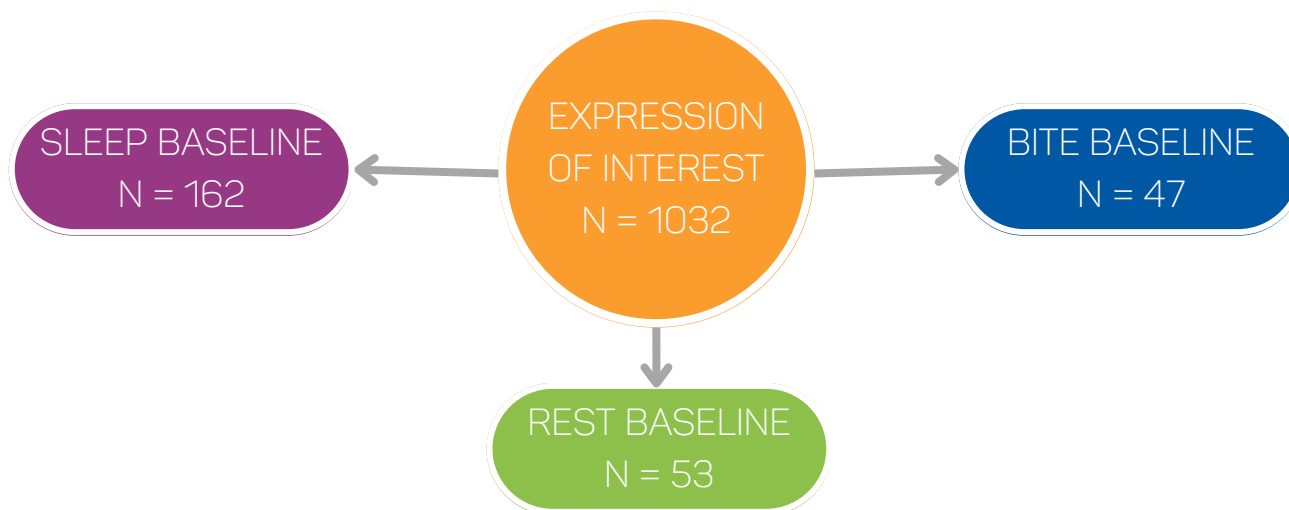 EXPRESSION
OF INTEREST
N = 1032
SLEEP BASELINE
N = 162
BITE BASELINE
N = 47
REST BASELINE
N = 53